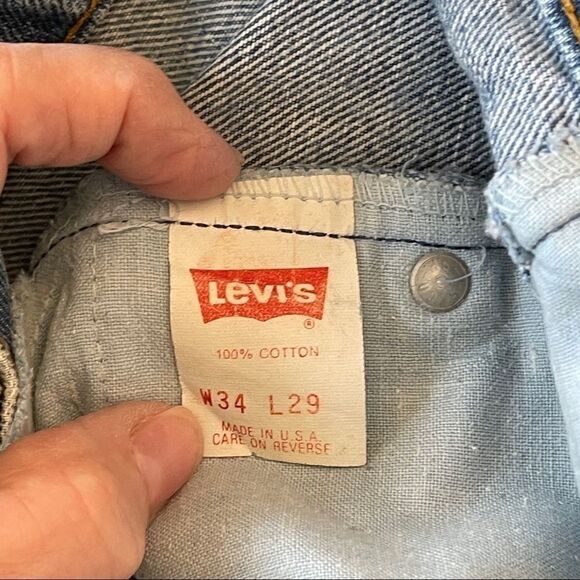 Levi's
®
100% COTTON
W34 L29
MADE IN U.S.A.
CARE ON REVERSE